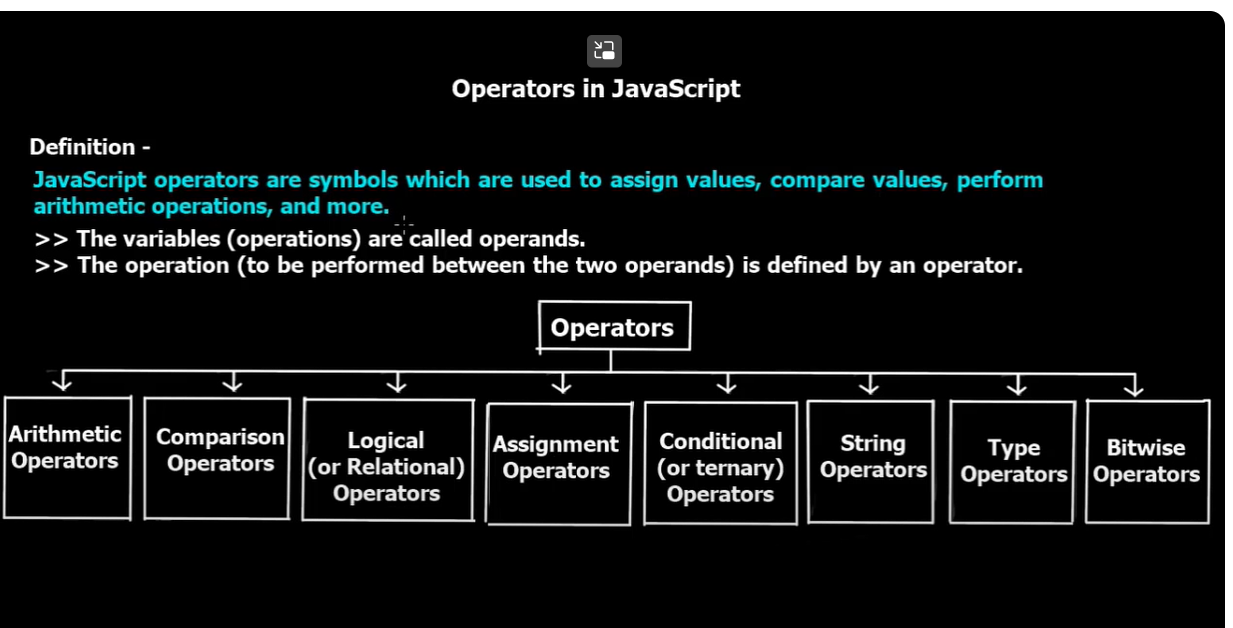 Operators in JavaScript
Definition -
JavaScript operators are symbols which are used to assign values, compare values, perform
arithmetic operations, and more.
>> The variables (operations) are called operands.
>> The operation (to be performed between the two operands) is defined by an operator.
Operators
Arithmetic
Operators
Comparison
Operators
Logical
(or Relational)
Operators
Assignment
Operators
Conditional
(or ternary)
Operators
String
Operators
Type
Operators
Bitwise
Operators